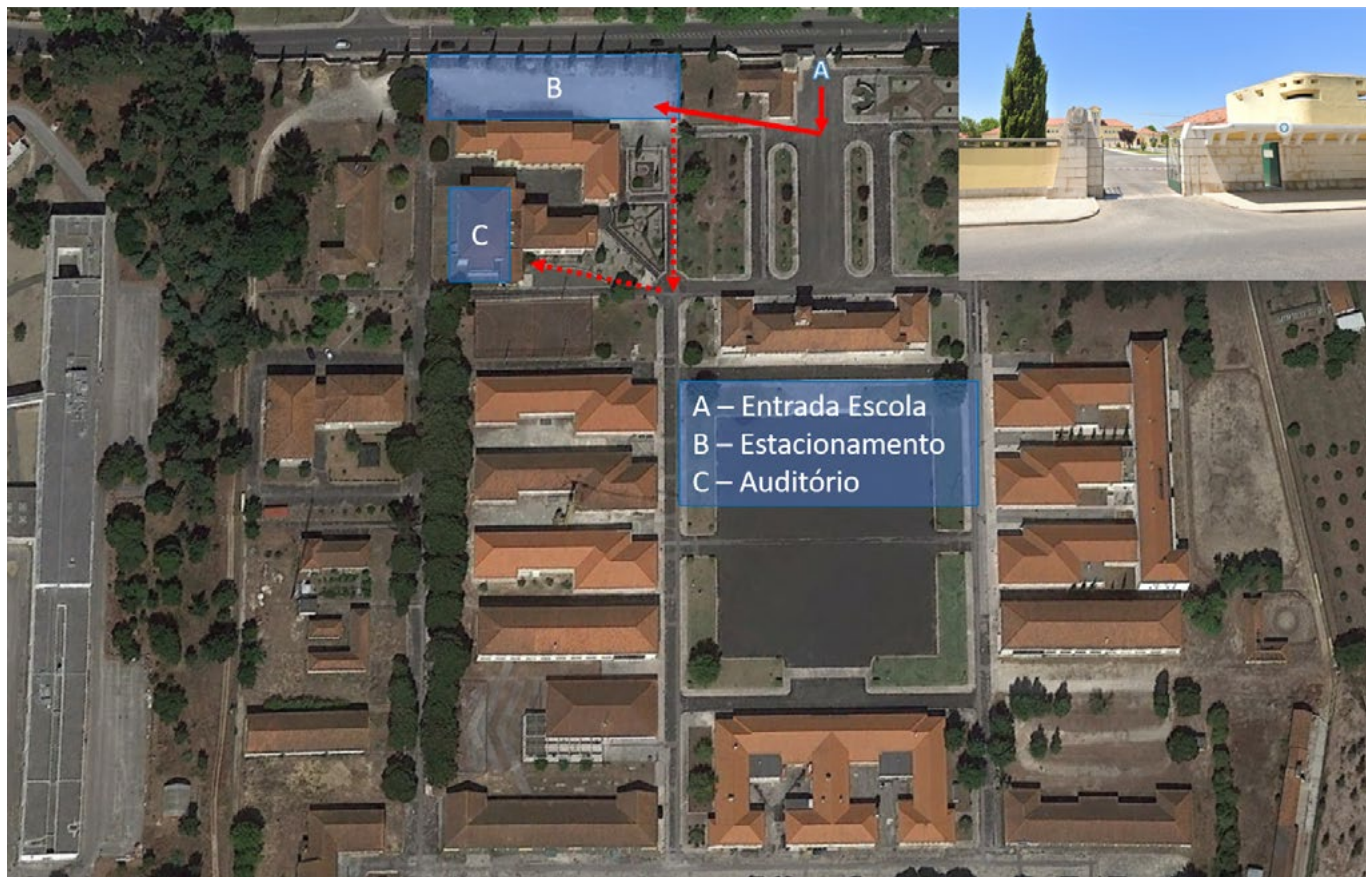 A
B
C
A – Entrada Escola
B – Estacionamento
C – Auditório